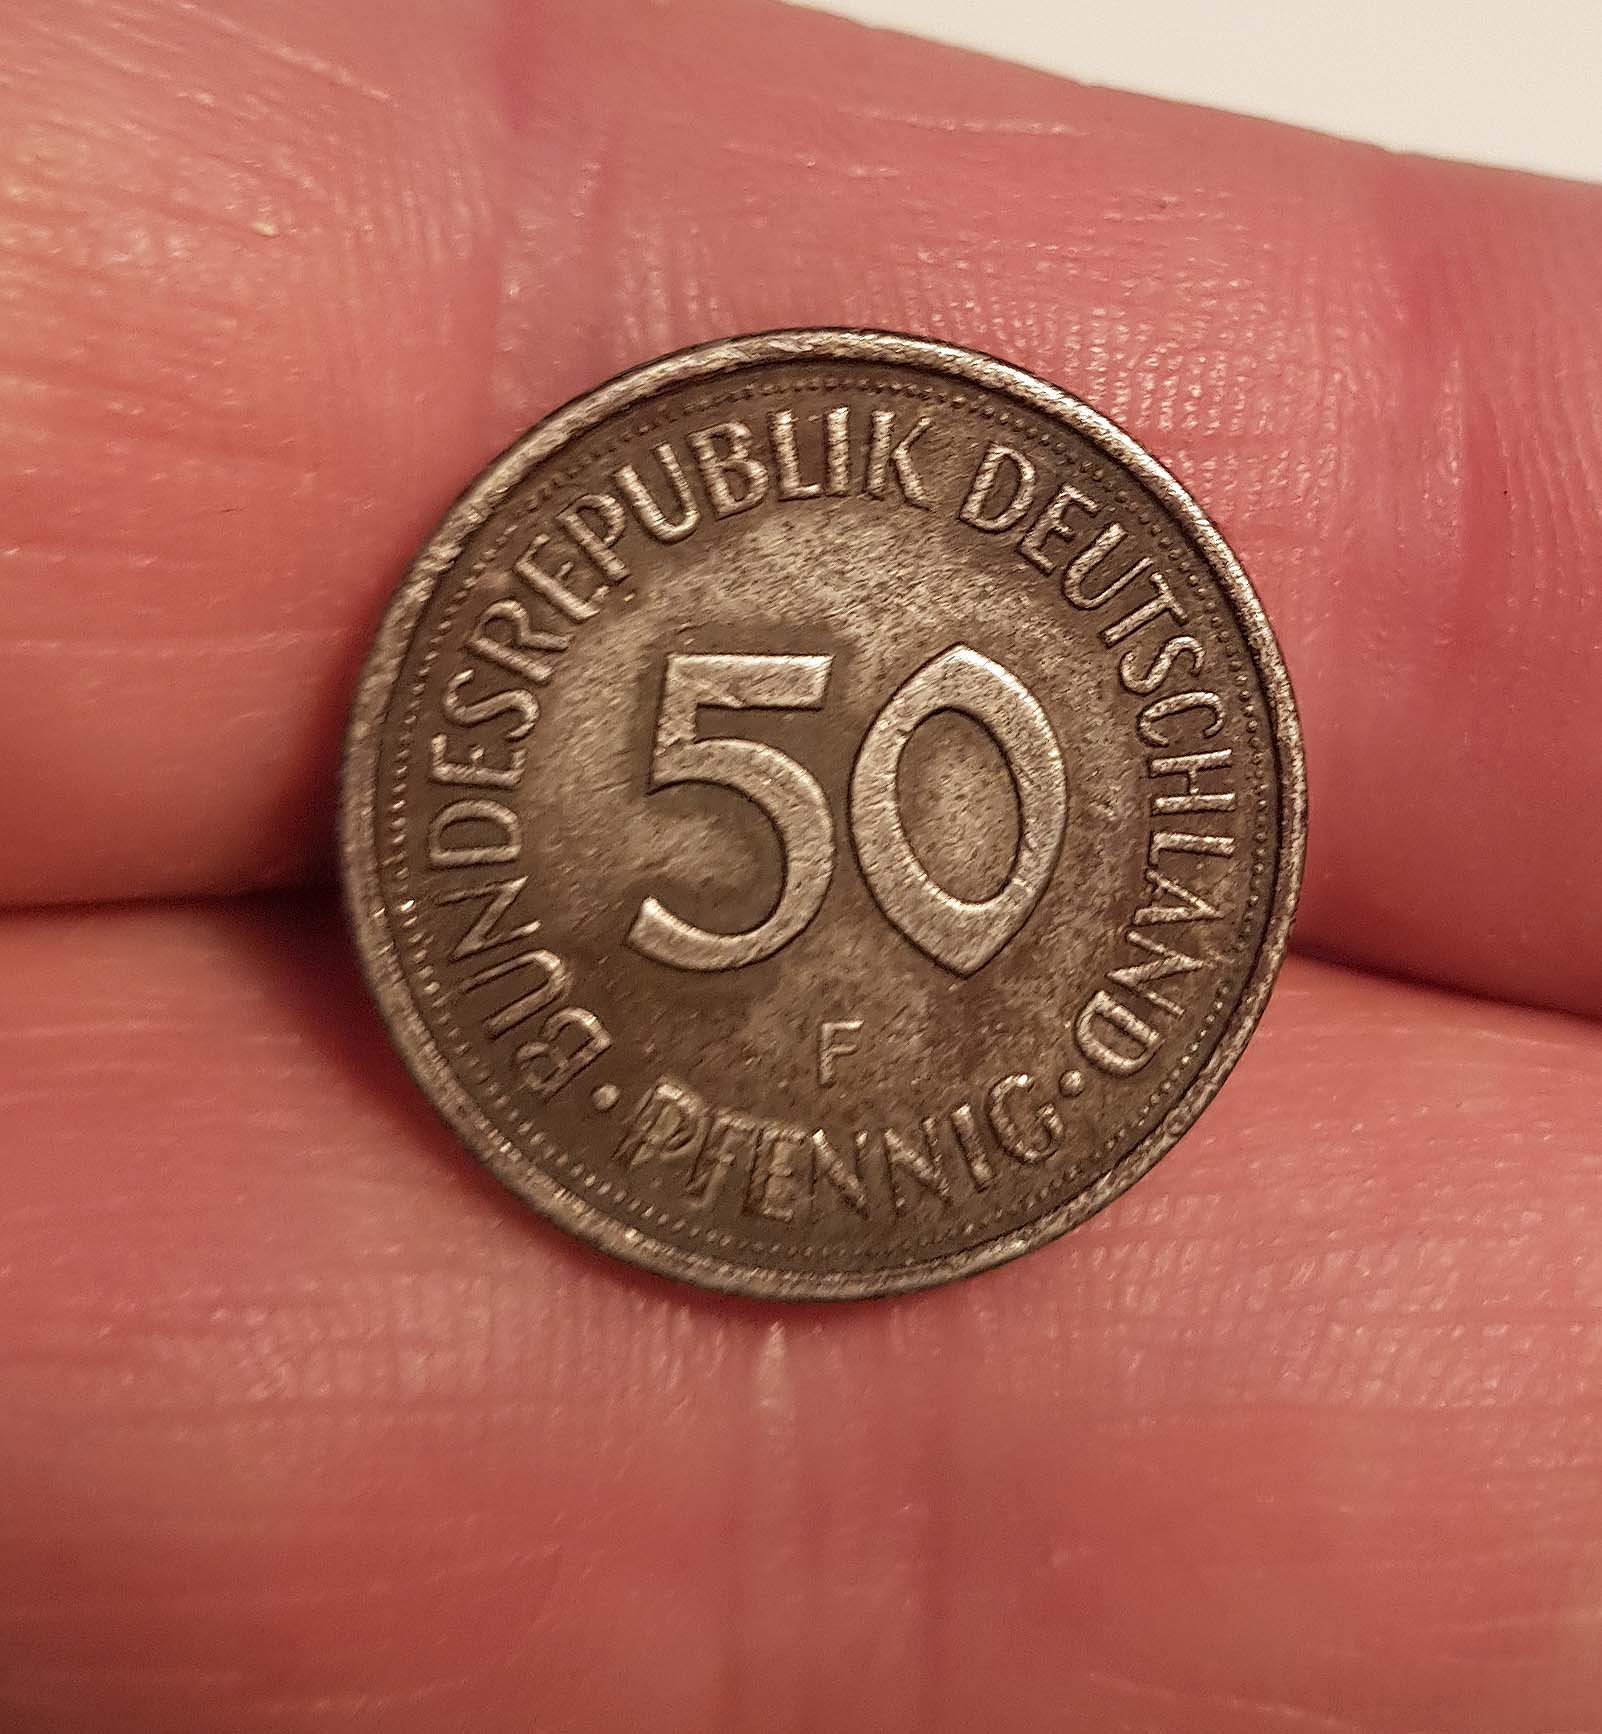 BUNDESREPUBLIK DEUTSCHLAND
50
F
· PFENNIG ·